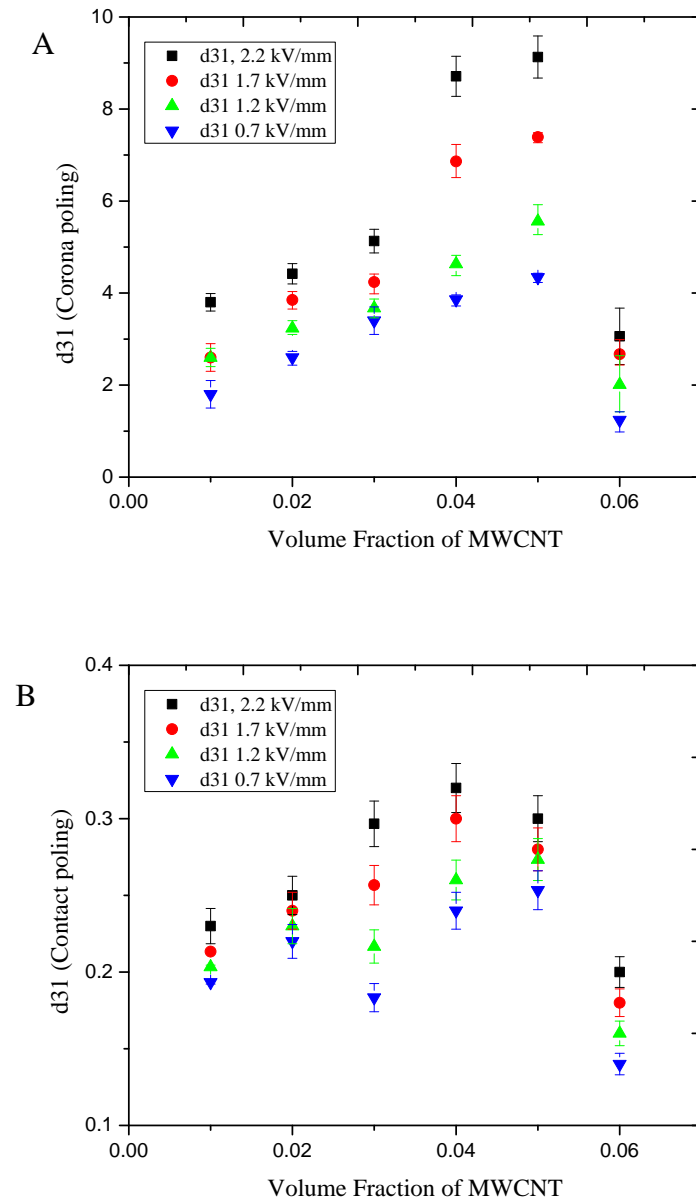 A
10
8
6
4
2
0
d31 (Corona poling)
d31, 2.2 kV/mm
d31 1.7 kV/mm
d31 1.2 kV/mm
d31 0.7 kV/mm
0.00 0.02 0.04 0.06
Volume Fraction of MWCNT
B
0.4
0.3
0.2
0.1
d31 (Contact poling)
d31, 2.2 kV/mm
d31 1.7 kV/mm
d31 1.2 kV/mm
d31 0.7 kV/mm
0.00 0.02 0.04 0.06
Volume Fraction of MWCNT